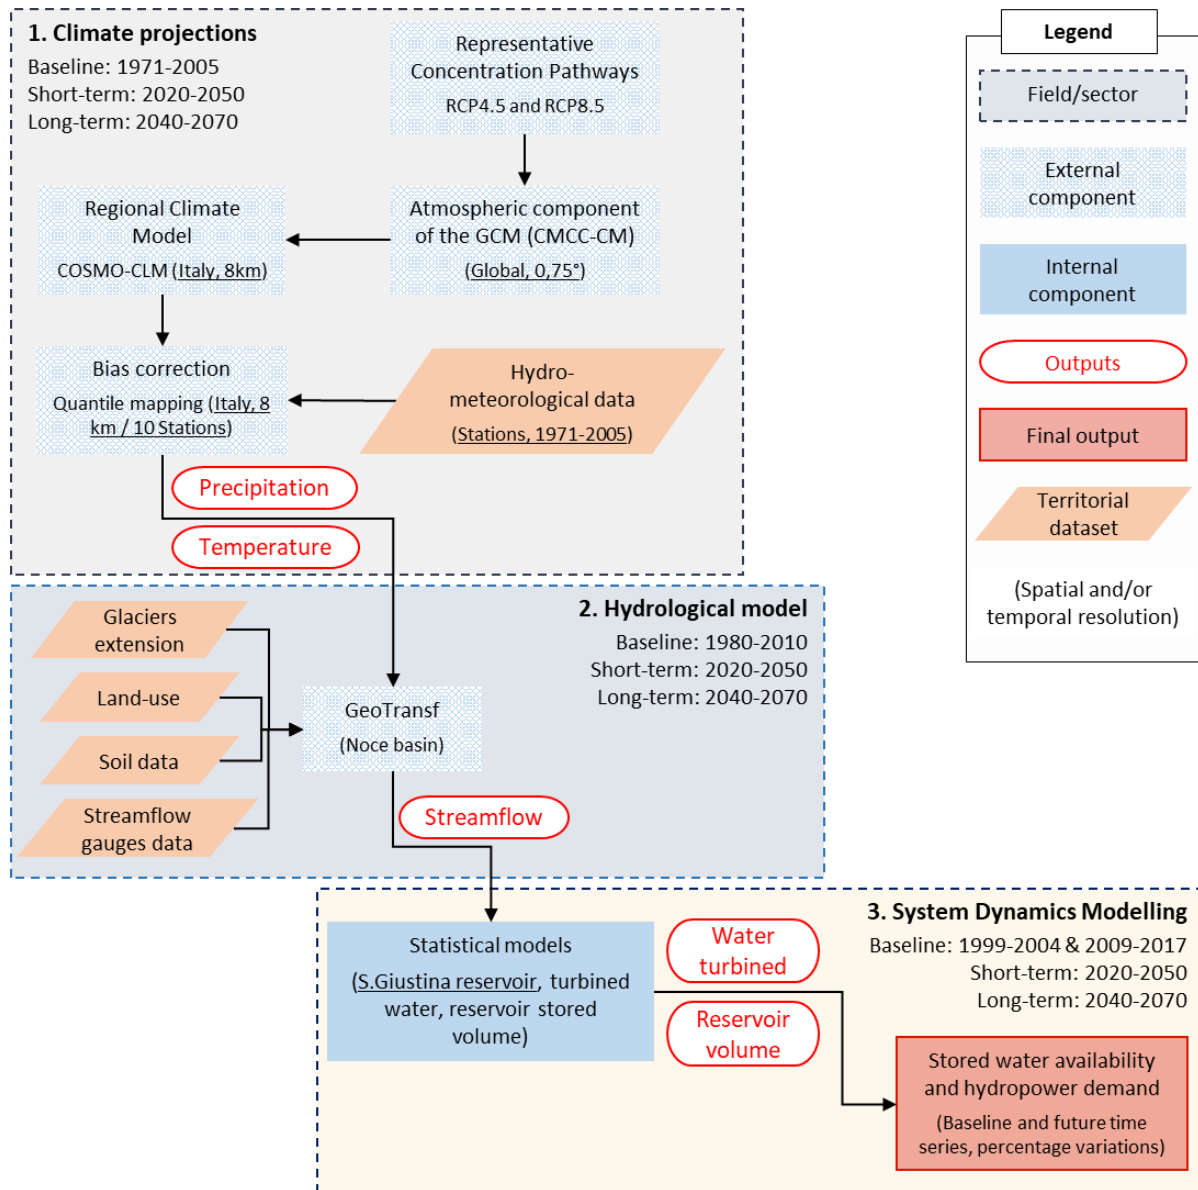 1. Climate projections
Baseline: 1971-2005
Short-term: 2020-2050
Long-term: 2040-2070
Representative
Concentration Pathways
RCP4.5 and RCP8.5
Regional Climate
Model
COSMO-CLM (Italy, 8km)
Atmospheric component
of the GCM (CMCC-CM)
(Global, 0,75°)
Bias correction
Quantile mapping (Italy, 8
km / 10 Stations)
Hydro-
meteorological data
(Stations, 1971-2005)
Precipitation
Temperature
2. Hydrological model
Baseline: 1980-2010
Short-term: 2020-2050
Long-term: 2040-2070
Glaciers
extension
Land-use
Soil data
Streamflow
gauges data
GeoTransf
(Noce basin)
Streamflow
3. System Dynamics Modelling
Baseline: 1999-2004 & 2009-2017
Short-term: 2020-2050
Long-term: 2040-2070
Statistical models
(S.Giustina reservoir, turbined
water, reservoir stored
volume)
Water
turbined
Reservoir
volume
Stored water availability
and hydropower demand
(Baseline and future time
series, percentage variations)
Legend
Field/sector
External
component
Internal
component
Outputs
Final output
Territorial
dataset
(Spatial and/or
temporal resolution)